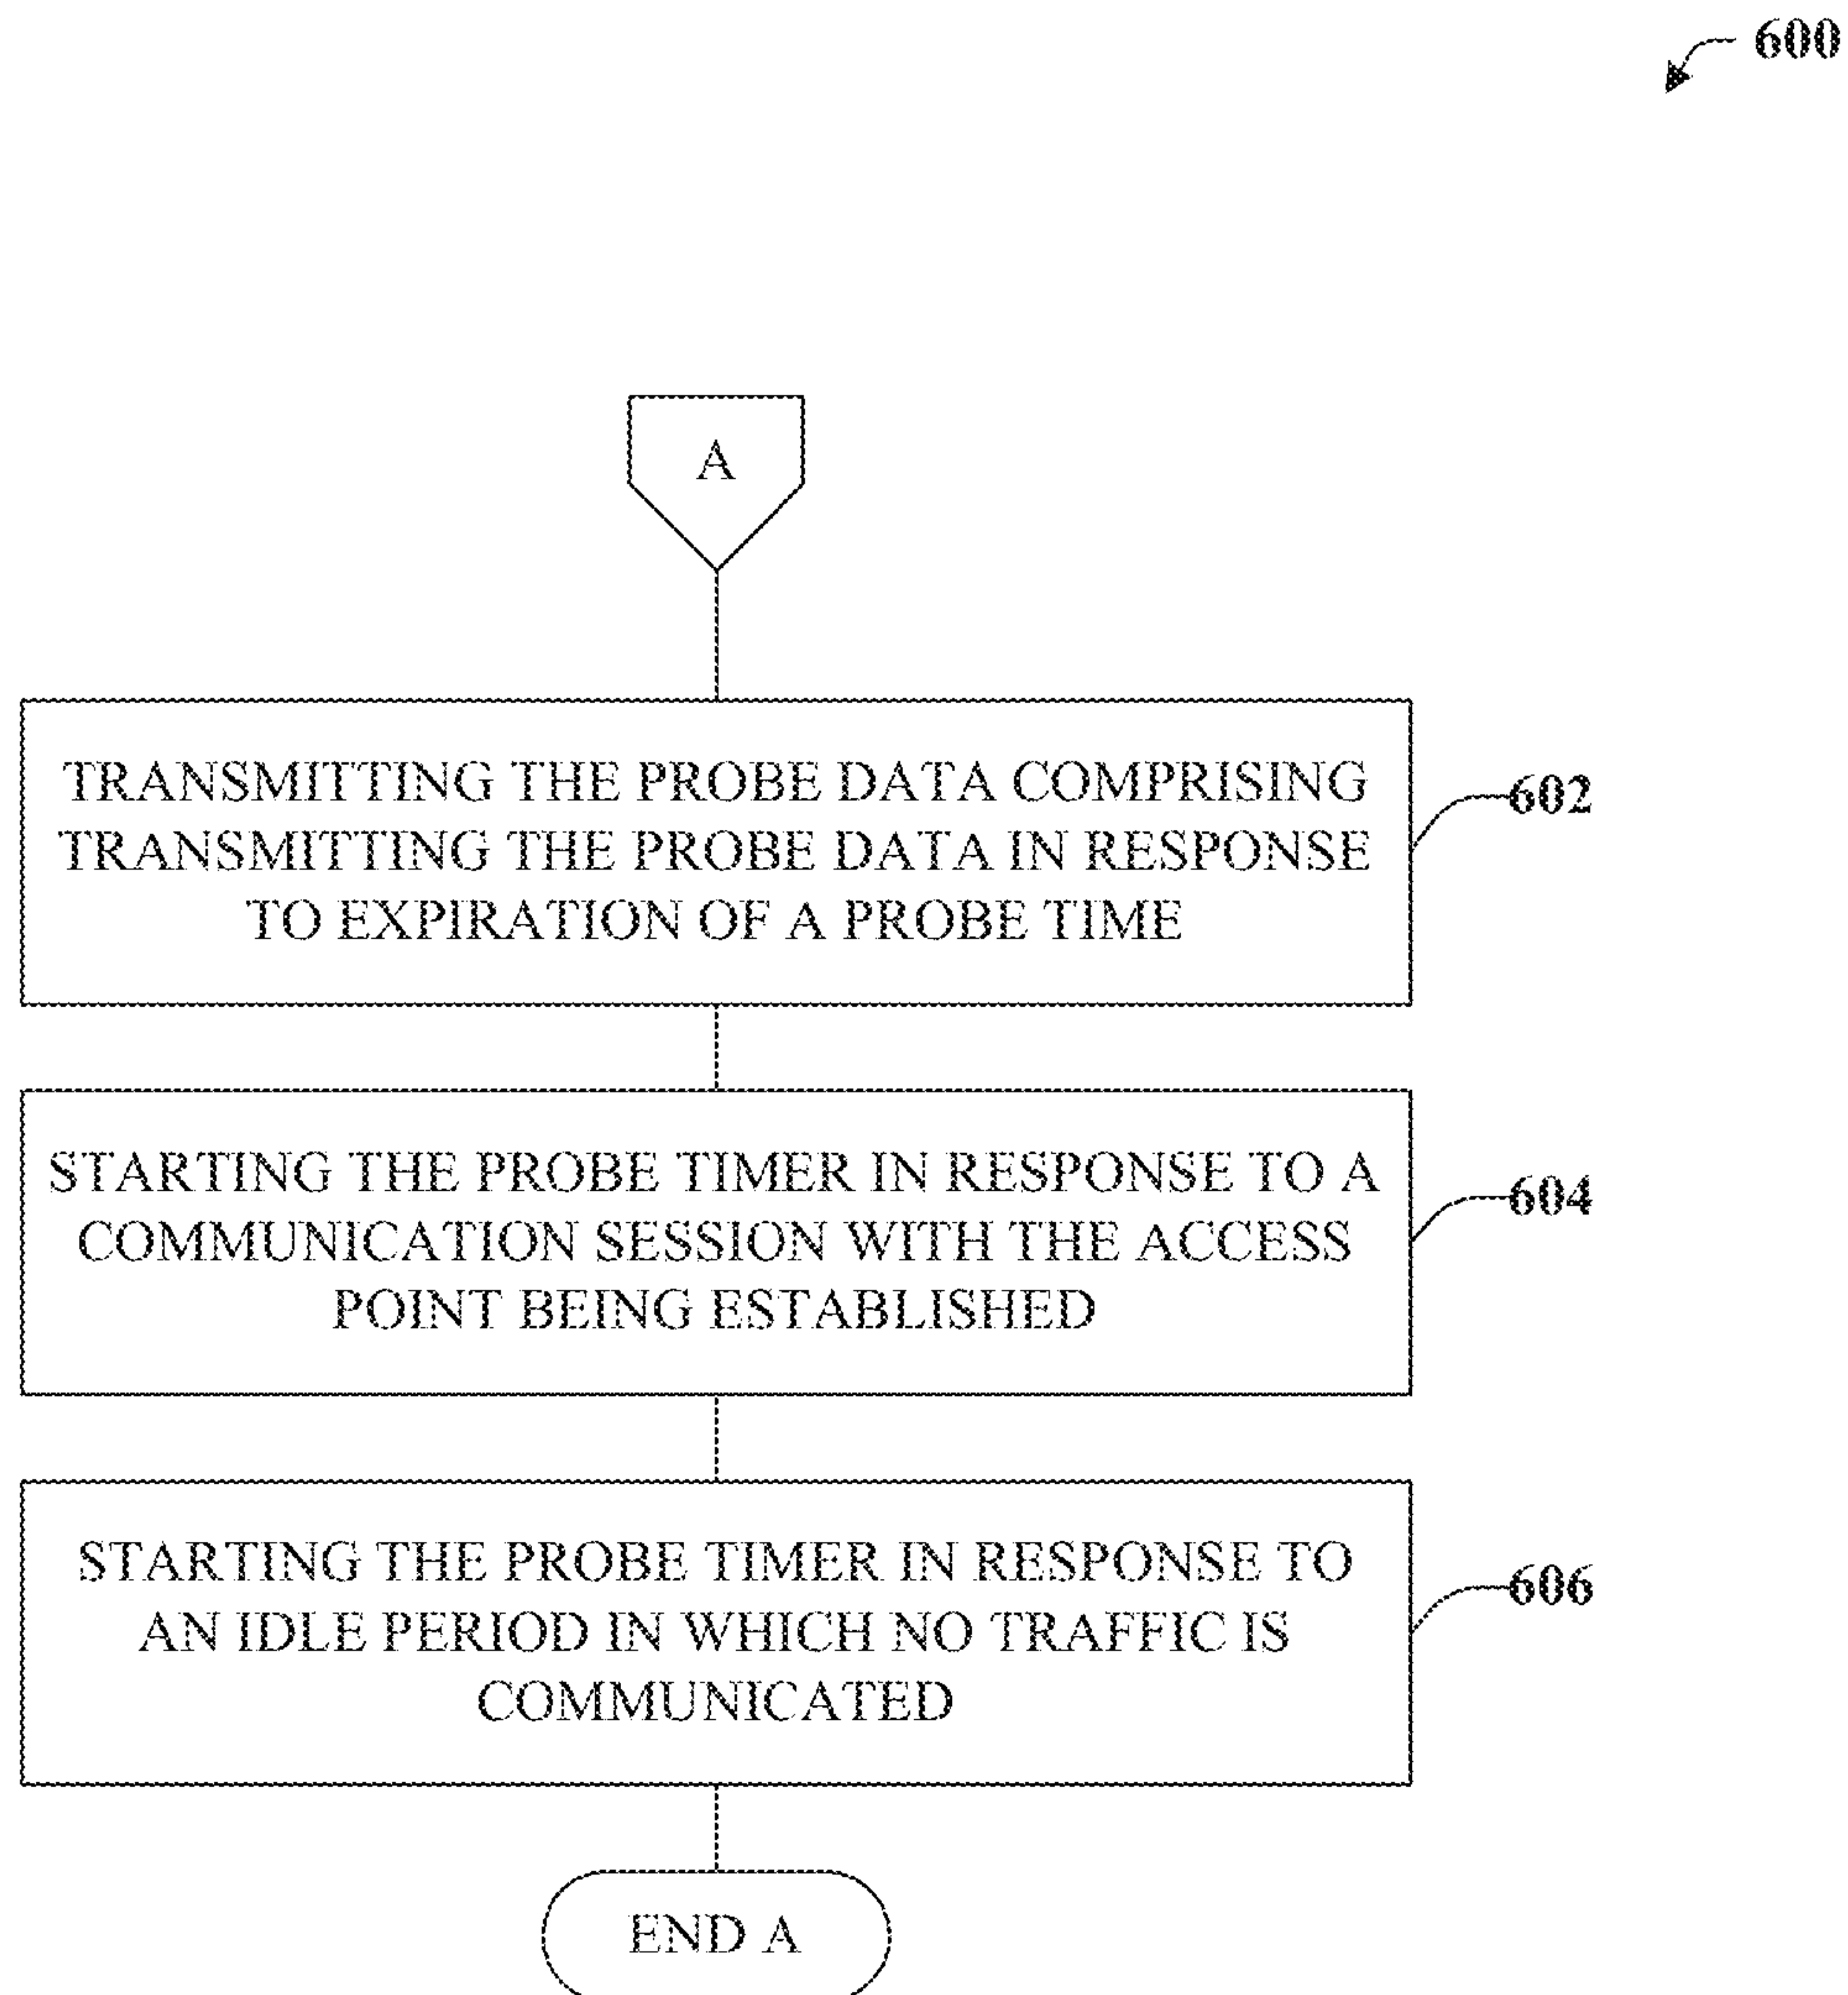 600
A
TRANSMITTING THE PROBE DATA COMPRISING
TRANSMITTING THE PROBE DATA IN RESPONSE
TO EXPIRATION OF A PROBE TIME
602
STARTING THE PROBE TIMER IN RESPONSE TO A
COMMUNICATION SESSION WITH THE ACCESS
POINT BEING ESTABLISHED
604
STARTING THE PROBE TIMER IN RESPONSE TO
AN IDLE PERIOD IN WHICH NO TRAFFIC IS
COMMUNICATED
606
END A